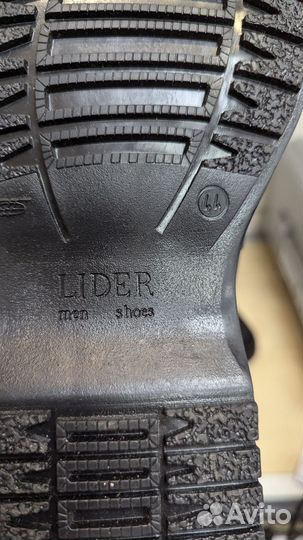 44
LIDER
men shoes
Avito